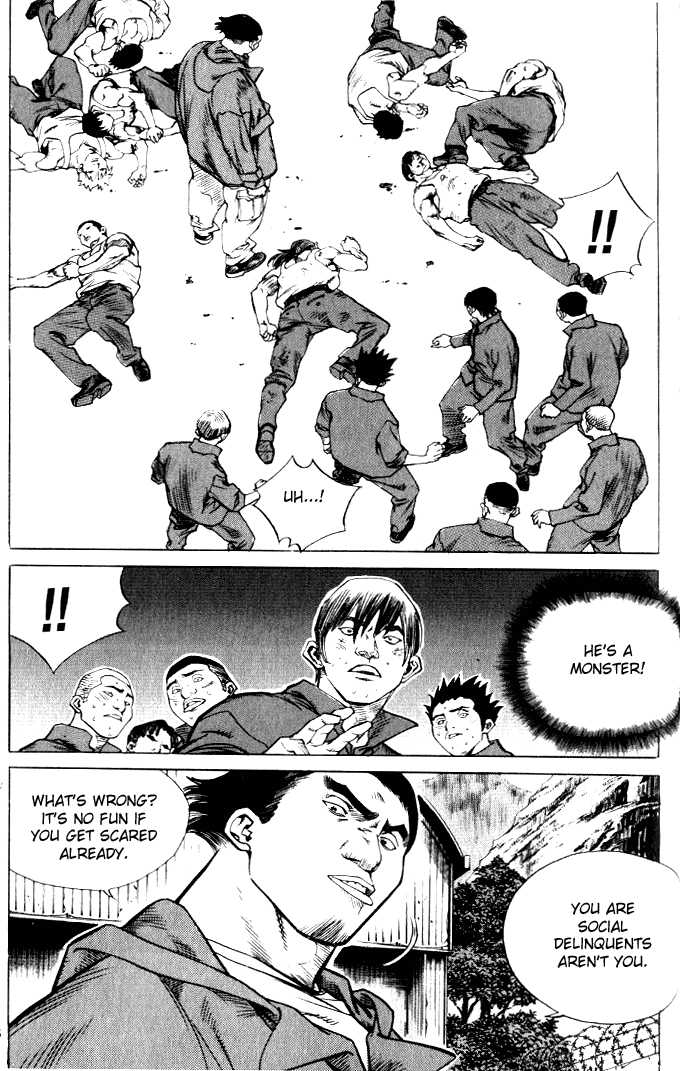 !!
UH...!
!!
HE'S A
MONSTER!
WHAT'S WRONG?
IT'S NO FUN IF
YOU GET SCARED
ALREADY.
YOU ARE
SOCIAL
DELINQUENTS
AREN'T YOU.